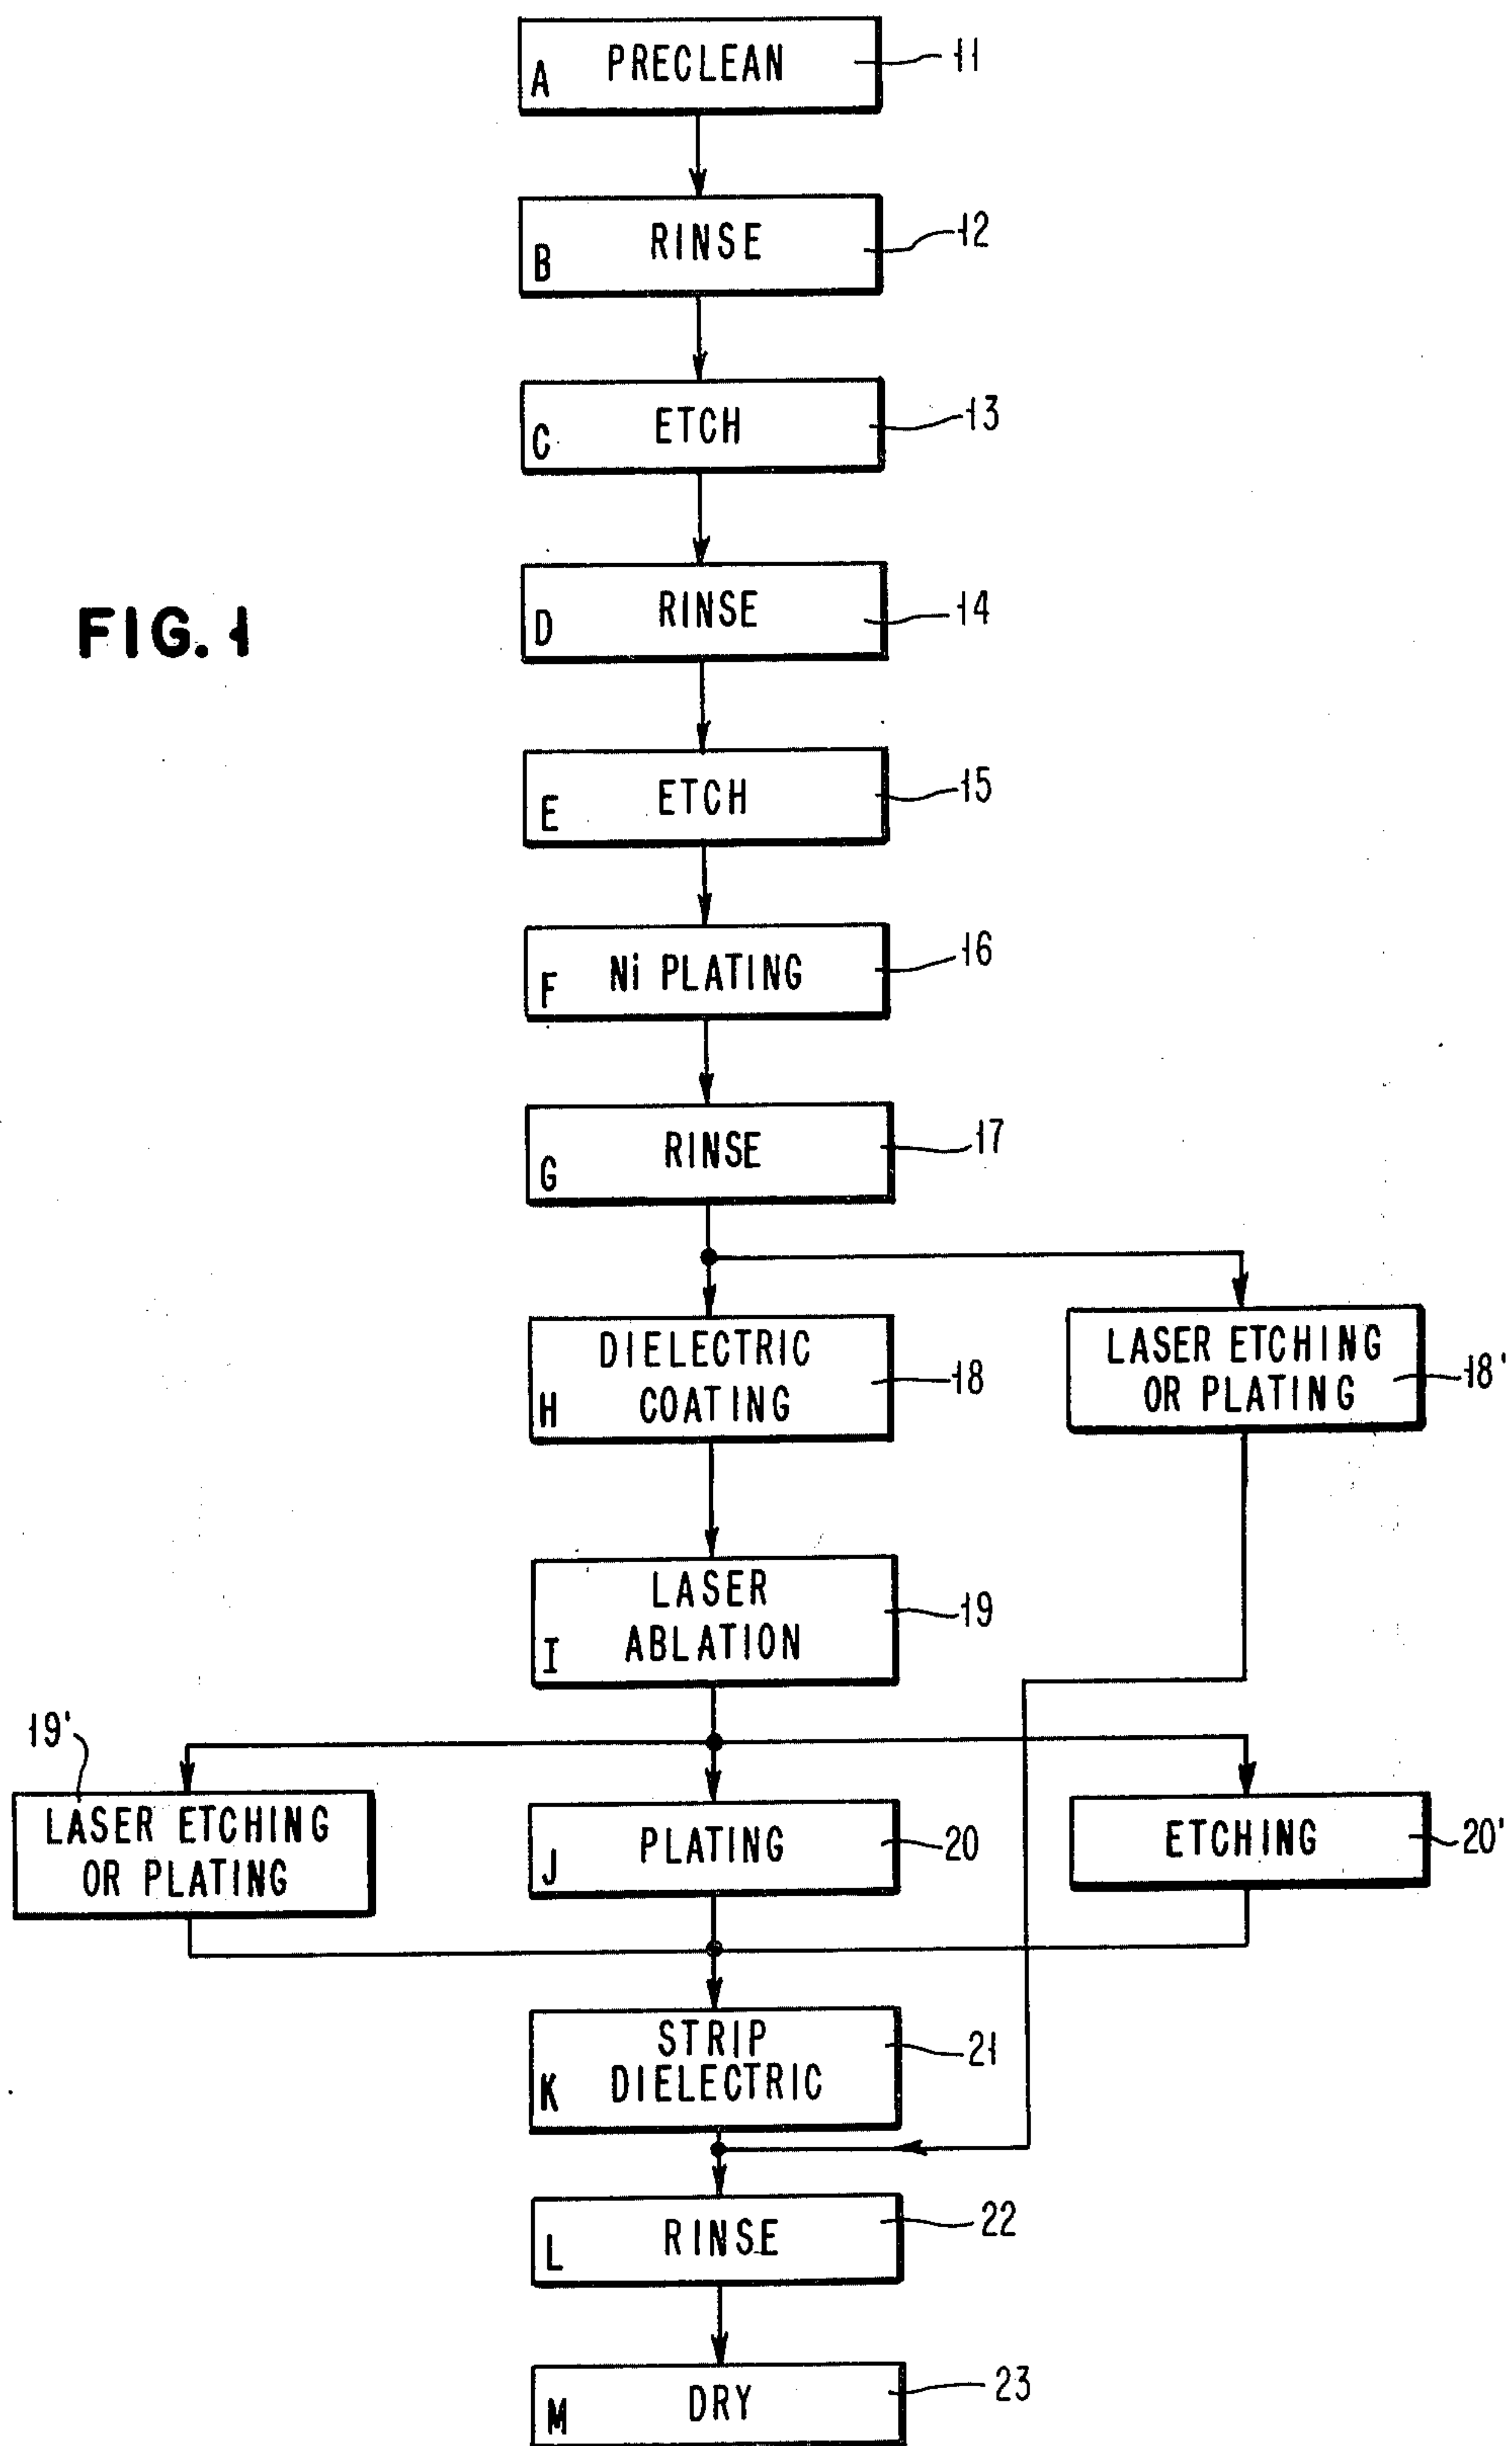 PRECLEAN
A
11
RINSE
B
12
ETCH
C
13
FIG. 1
RINSE
D
14
ETCH
E
15
Ni PLATING
F
16
RINSE
G
17
DIELECTRIC
COATING
H
18
LASER ETCHING
OR PLATING
18'
LASER
ABLATION
I
19
19'
LASER ETCHING
OR PLATING
PLATING
J
20
ETCHING
20'
STRIP
DIELECTRIC
K
21
RINSE
L
22
DRY
M
23